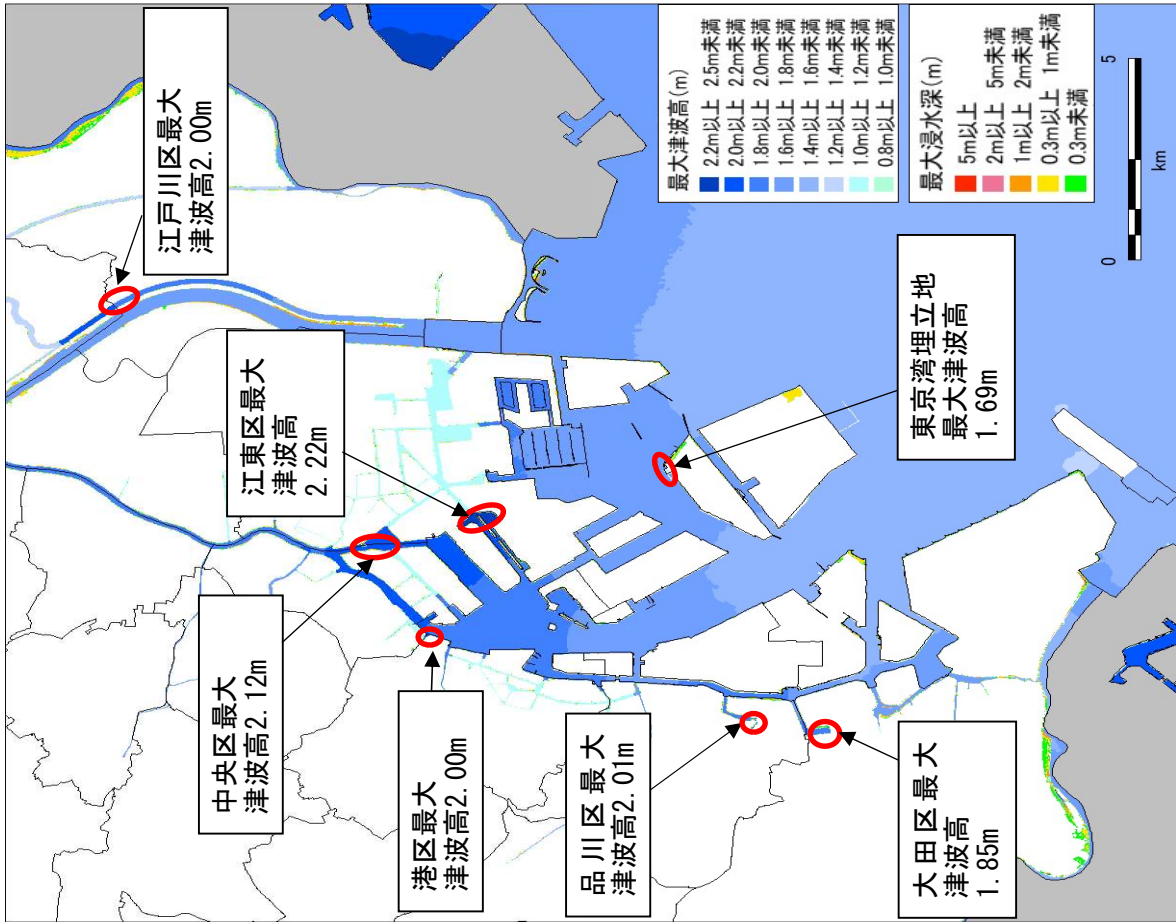 江戸川区最大
津波高2.00m
江東区最大
津波高
2.22m
中央区最大
津波高2.12m
港区最大
津波高2.00m
品川区最大
津波高2.01m
大田区最大
津波高
1.85m
東京湾埋立地
最大津波高
1.69m
最大津波高(m)
2.2m以上 2.5m未満
2.0m以上 2.2m未満
1.8m以上 2.0m未満
1.6m以上 1.8m未満
1.4m以上 1.6m未満
1.2m以上 1.4m未満
1.0m以上 1.2m未満
0.8m以上 1.0m未満
最大浸水深(m)
5m以上
2m以上 5m未満
1m以上 2m未満
0.3m以上 1m未満
0.3m未満
0 5
km